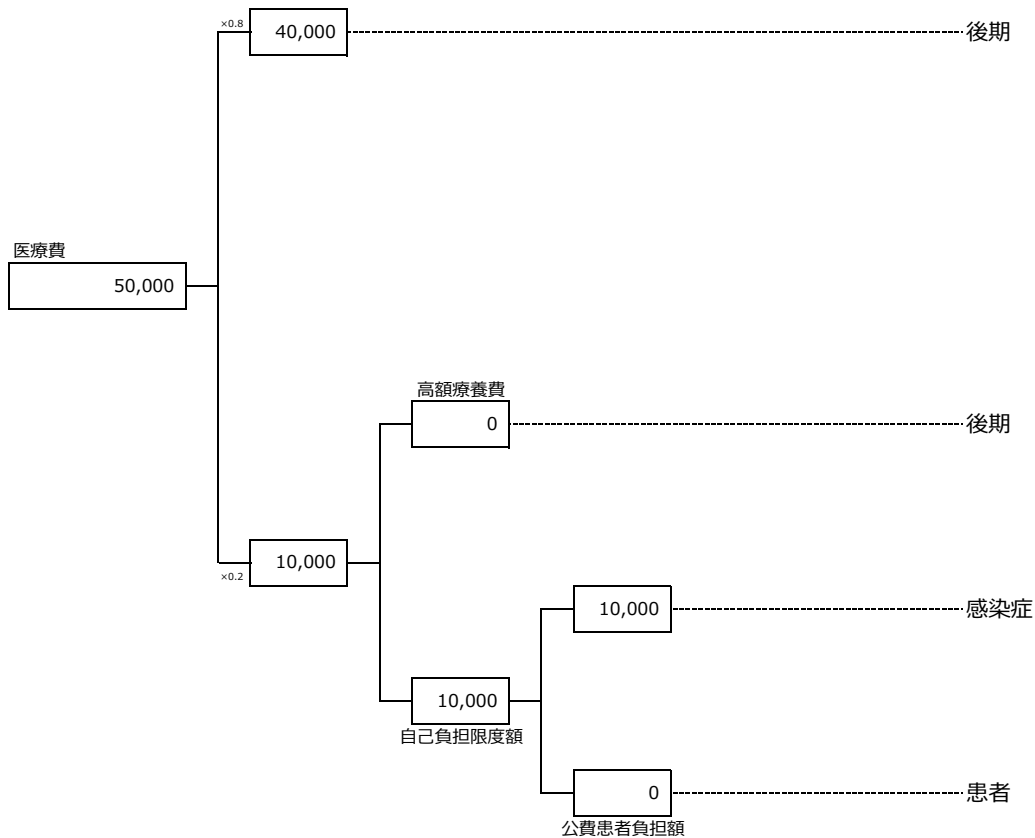 ×0.8
40,000
後期
医療費
50,000
高額療養費
0
後期
10,000
×0.2
10,000
感染症
10,000
自己負担限度額
0
患者
公費患者負担額